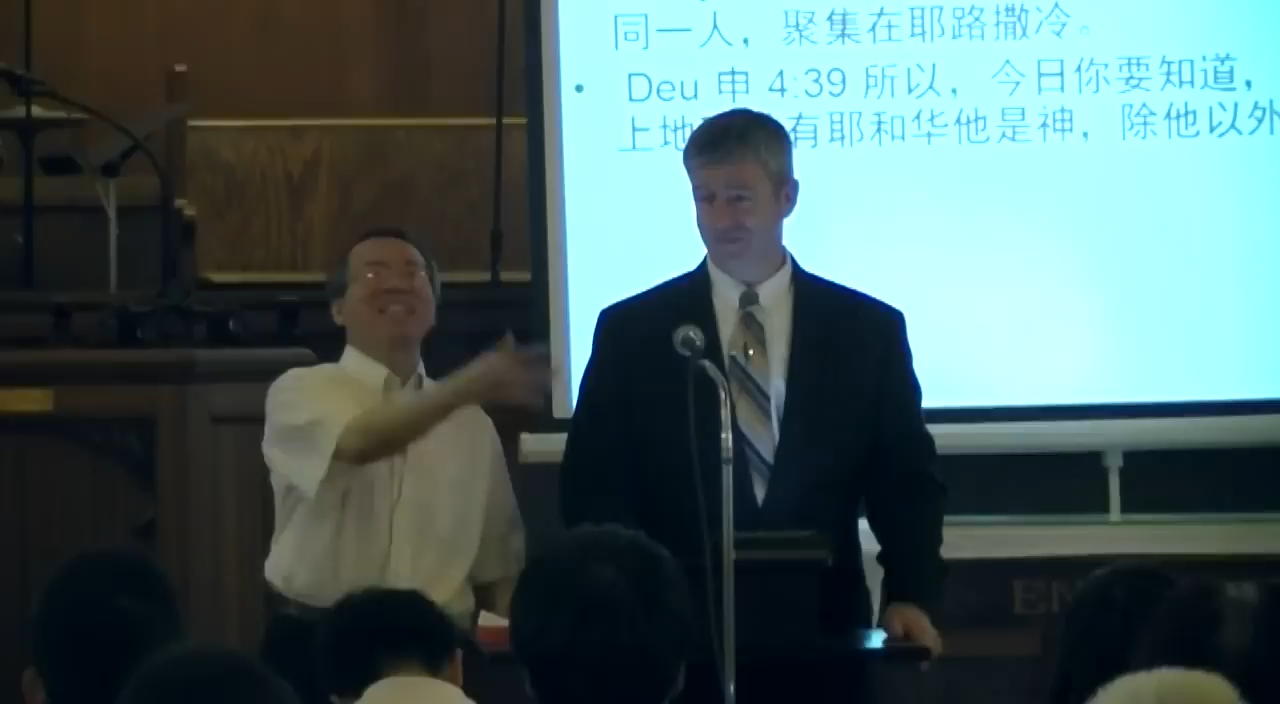 同一人，聚集在耶路撒冷。
• Deu 申 4:39 所以，今日你要知道，
上地 有耶和华他是神，除他以外
EN